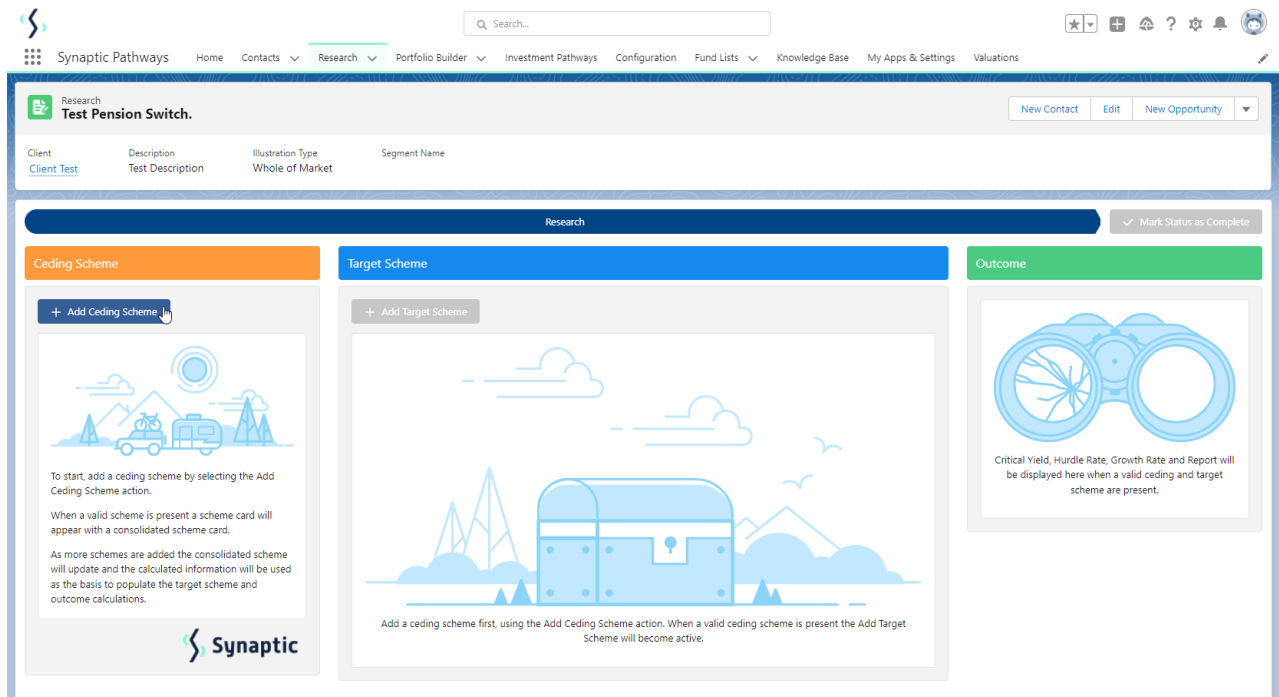 Search...
Synaptic Pathways
Home
Contacts
Research
Portfolio Builder
Investment Pathways
Configuration
Fund Lists
Knowledge Base
My Apps & Settings
Valuations
Research
Test Pension Switch.
New Contact
Edit
New Opportunity
Client
Description
Illustration Type
Segment Name
Client Test
Test Description
Whole of Market
Research
Mark Status as Complete
Ceding Scheme
Target Scheme
Outcome
+ Add Ceding Scheme
+ Add Target Scheme
To start, add a ceding scheme by selecting the Add
Ceding Scheme action.
When a valid scheme is present a scheme card will
appear with a consolidated scheme card.
As more schemes are added the consolidated scheme
will update and the calculated information will be used
as the basis to populate the target scheme and
outcome calculations.
Synaptic
Add a ceding scheme first, using the Add Ceding Scheme action. When a valid ceding scheme is present the Add Target
Scheme will become active.
Critical Yield, Hurdle Rate, Growth Rate and Report will
be displayed here when a valid ceding and target
scheme are present.